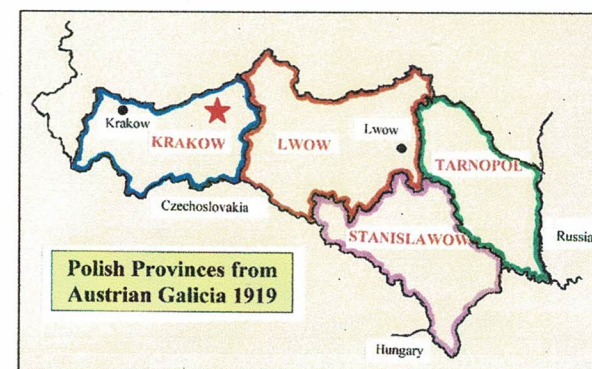 Krakow
KRAKOW
LWOW
Lwow
TARNOPOL
Czechoslovakia
STANISLAWOW
Russia
Polish Provinces from
Austrian Galicia 1919
Hungary